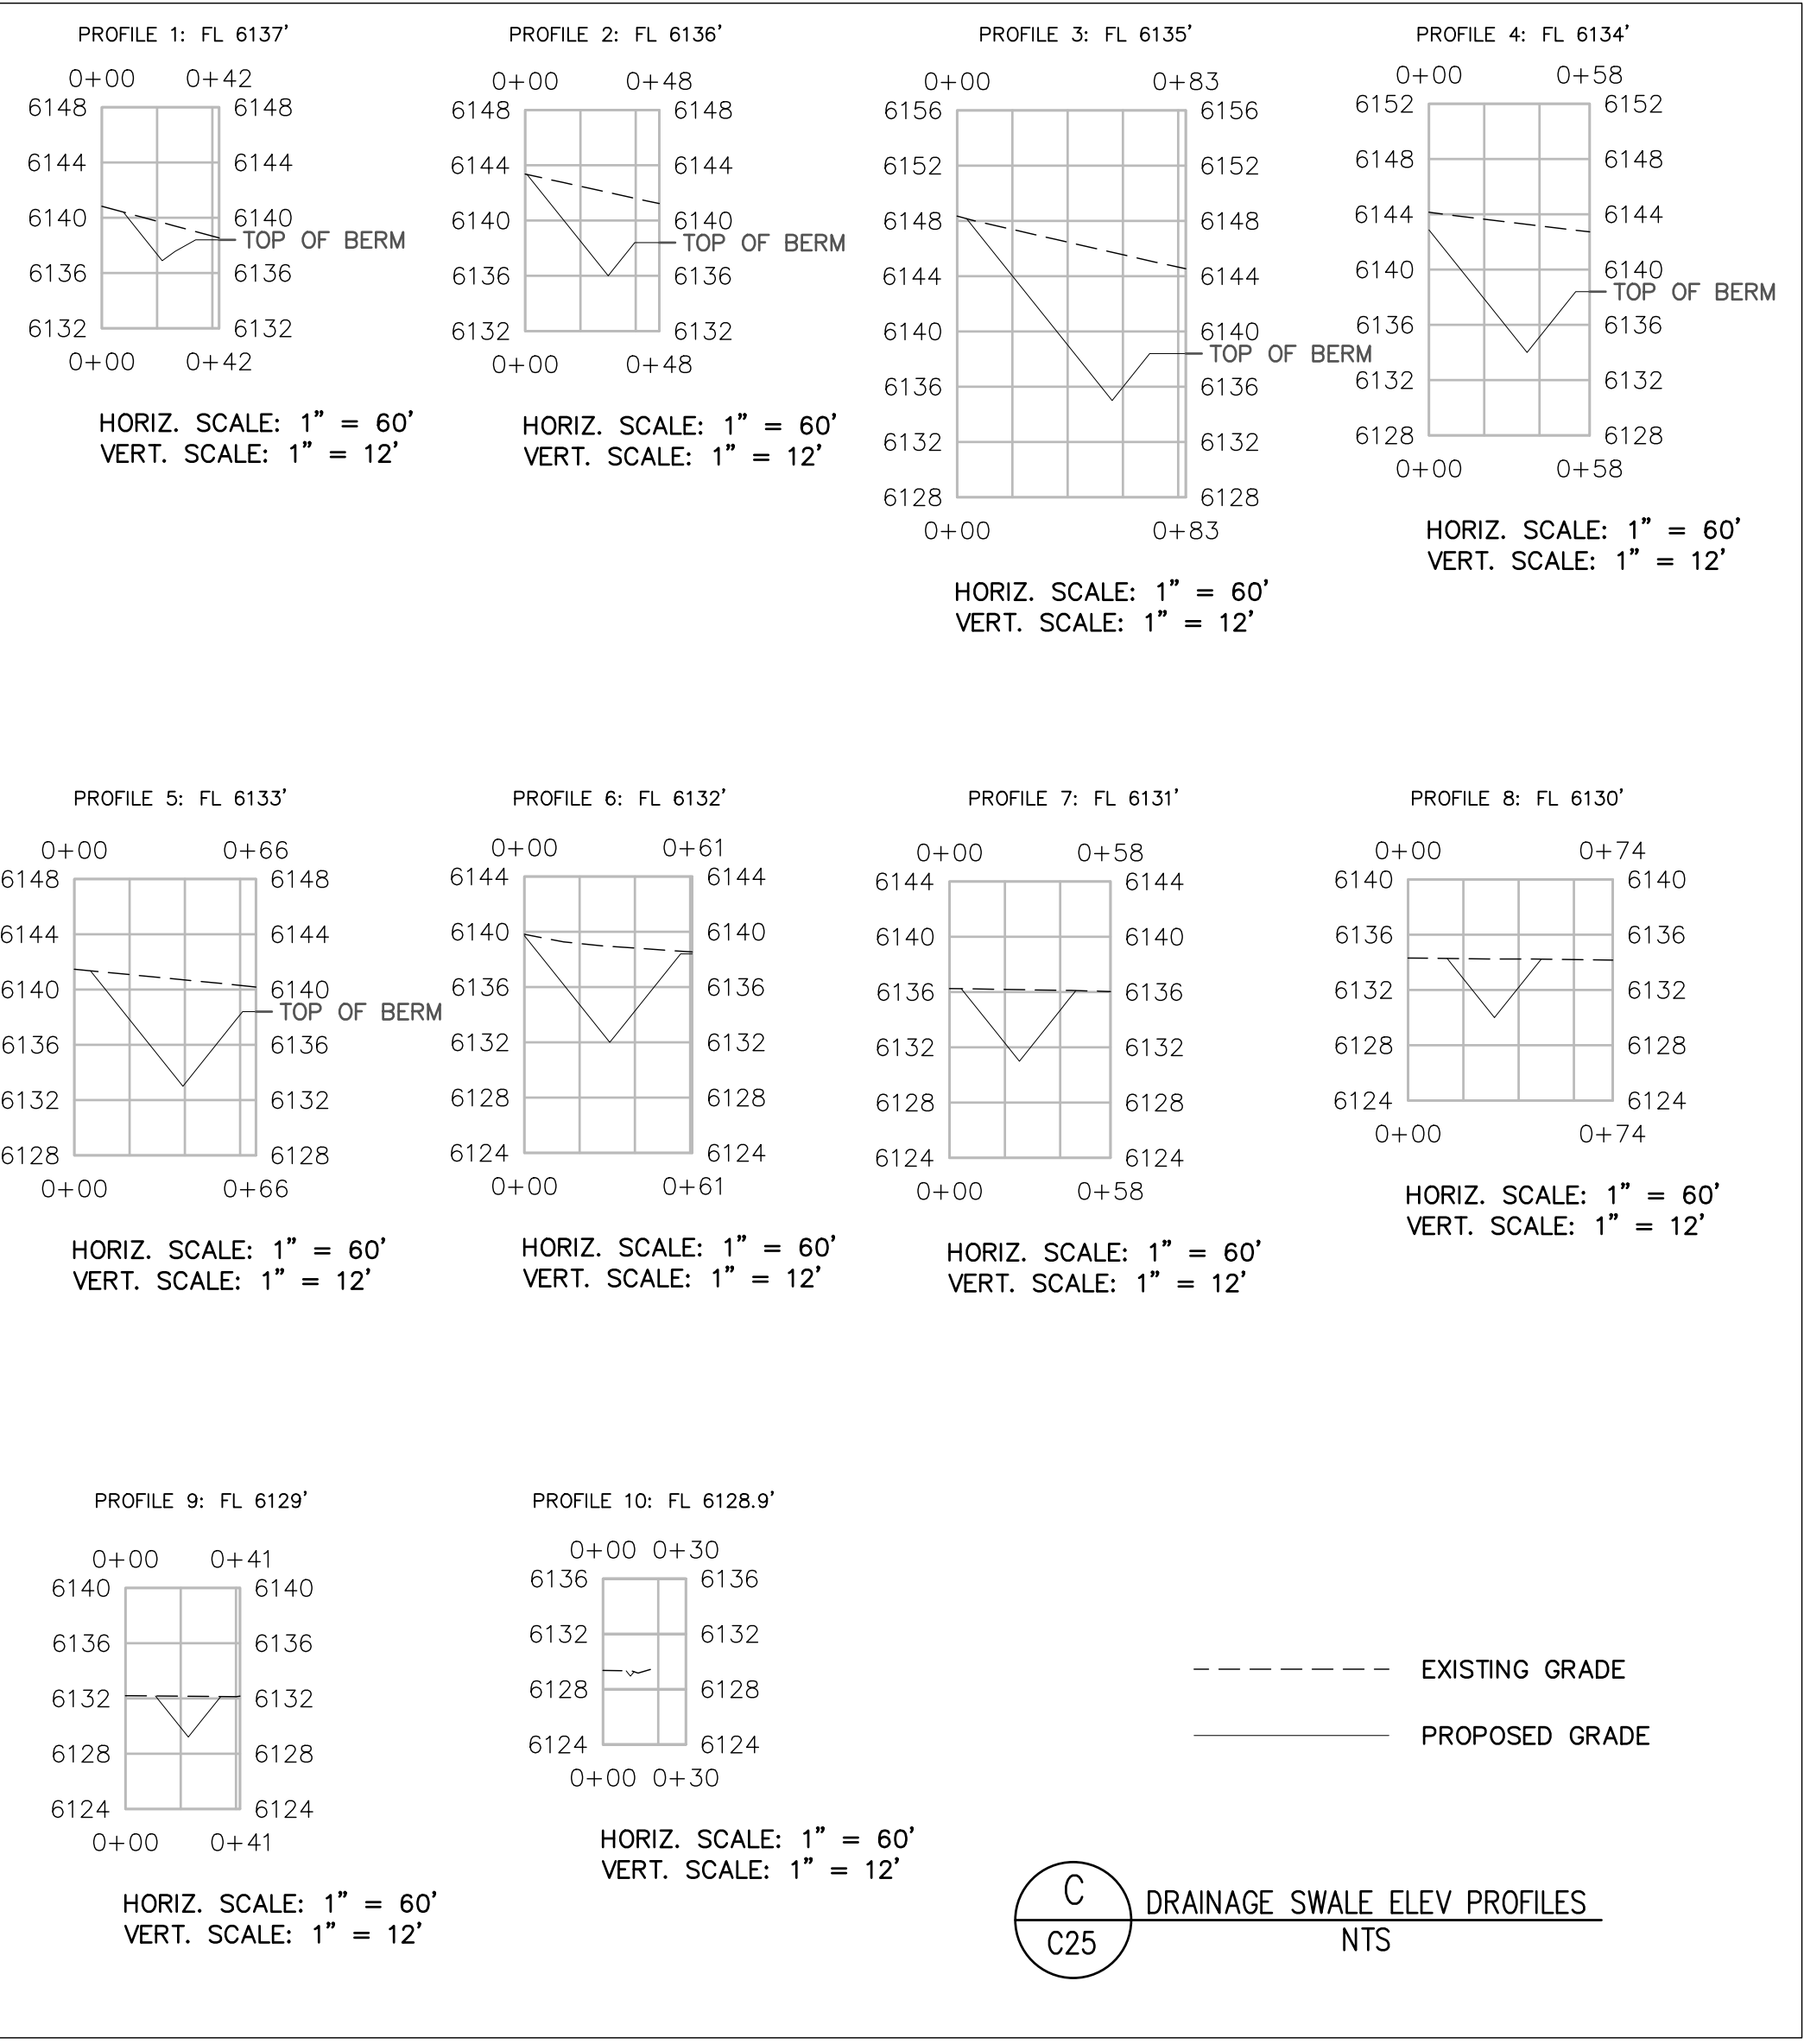 PROFILE 1: FL 6137'
0+00 0+42
6148 6148
6144 6144
6140 6140
TOP OF BERM
6136 6136
6132 6132
0+00 0+42
HORIZ. SCALE: 1" = 60'
VERT. SCALE: 1" = 12'
PROFILE 2: FL 6136'
0+00 0+48
6148 6148
6144 6144
6140 6140
TOP OF BERM
6136 6136
6132 6132
0+00 0+48
HORIZ. SCALE: 1" = 60'
VERT. SCALE: 1" = 12'
PROFILE 3: FL 6135'
0+00 0+83
6156 6156
6152 6152
6148 6148
6144 6144
6140 6140
TOP OF BERM
6136 6136
6132 6132
6128 6128
0+00 0+83
HORIZ. SCALE: 1" = 60'
VERT. SCALE: 1" = 12'
PROFILE 4: FL 6134'
0+00 0+58
6152 6152
6148 6148
6144 6144
6140 6140
TOP OF BERM
6136 6136
6132 6132
6128 6128
0+00 0+58
HORIZ. SCALE: 1" = 60'
VERT. SCALE: 1" = 12'
PROFILE 5: FL 6133'
0+00 0+66
6148 6148
6144 6144
6140 6140
TOP OF BERM
6136 6136
6132 6132
6128 6128
0+00 0+66
HORIZ. SCALE: 1" = 60'
VERT. SCALE: 1" = 12'
PROFILE 6: FL 6132'
0+00 0+61
6144 6144
6140 6140
6136 6136
6132 6132
6128 6128
6124 6124
0+00 0+61
HORIZ. SCALE: 1" = 60'
VERT. SCALE: 1" = 12'
PROFILE 7: FL 6131'
0+00 0+58
6144 6144
6140 6140
6136 6136
6132 6132
6128 6128
6124 6124
0+00 0+58
HORIZ. SCALE: 1" = 60'
VERT. SCALE: 1" = 12'
PROFILE 8: FL 6130'
0+00 0+74
6140 6140
6136 6136
6132 6132
6128 6128
6124 6124
0+00 0+74
HORIZ. SCALE: 1" = 60'
VERT. SCALE: 1" = 12'
PROFILE 9: FL 6129'
0+00 0+41
6140 6140
6136 6136
6132 6132
6128 6128
6124 6124
0+00 0+41
HORIZ. SCALE: 1" = 60'
VERT. SCALE: 1" = 12'
PROFILE 10: FL 6128.9'
0+00 0+30
6136 6136
6132 6132
6128 6128
6124 6124
0+00 0+30
HORIZ. SCALE: 1" = 60'
VERT. SCALE: 1" = 12'
EXISTING GRADE
PROPOSED GRADE
C
C25
DRAINAGE SWALE ELEV PROFILES
NTS